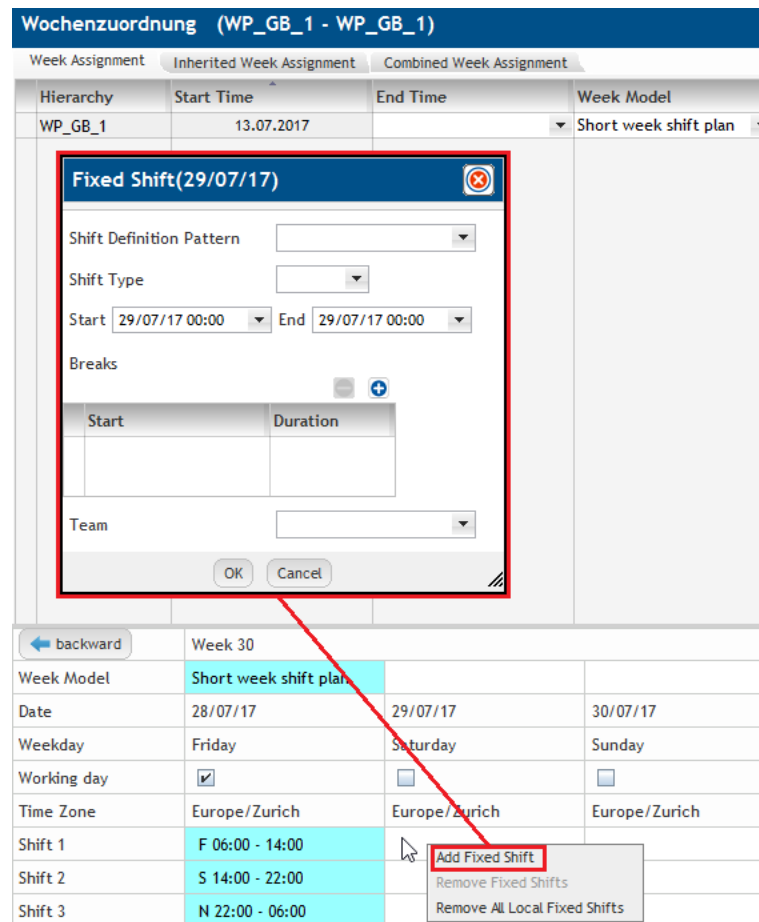 Wochenzuordnung (WP_GB_1 - WP_GB_1)
Week Assignment Inherited Week Assignment Combined Week Assignment
Hierarchy Start Time End Time Week Model
WP_GB_1 13.07.2017 Short week shift plan
Fixed Shift(29/07/17)
Shift Definition Pattern
Shift Type
Start 29/07/17 00:00 End 29/07/17 00:00
Breaks
Start Duration
Team
OK Cancel
backward Week 30
Week Model Short week shift plan
Date 28/07/17 29/07/17 30/07/17
Weekday Friday Saturday Sunday
Working day
Time Zone Europe/Zurich Europe/Zurich Europe/Zurich
Shift 1 F 06:00 - 14:00
Add Fixed Shift
Shift 2 S 14:00 - 22:00
Remove Fixed Shifts
Shift 3 N 22:00 - 06:00
Remove All Local Fixed Shifts